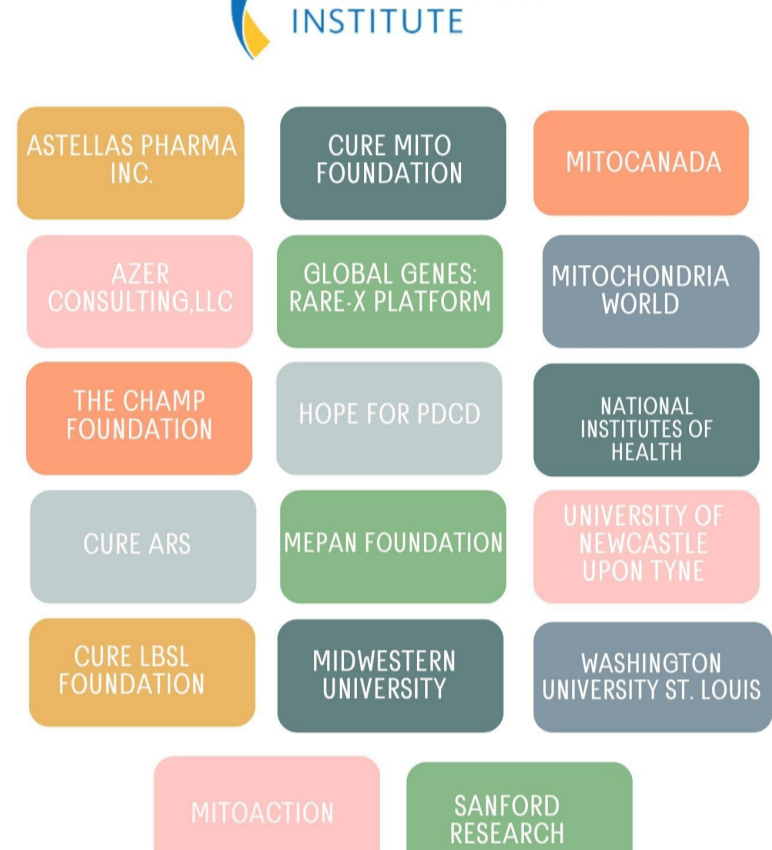 INSTITUTE
ASTELLAS PHARMA
INC.
CURE MITO
FOUNDATION
MITOCANADA
AZER
CONSULTING,LLC
GLOBAL GENES:
RARE-X PLATFORM
MITOCHONDRIA
WORLD
THE CHAMP
FOUNDATION
HOPE FOR PDCD
NATIONAL
INSTITUTES OF
HEALTH
CURE ARS
MEPAN FOUNDATION
UNIVERSITY OF
NEWCASTLE
UPON TYNE
CURE LBSL
FOUNDATION
MIDWESTERN
UNIVERSITY
WASHINGTON
UNIVERSITY ST. LOUIS
MITOACTION
SANFORD
RESEARCH